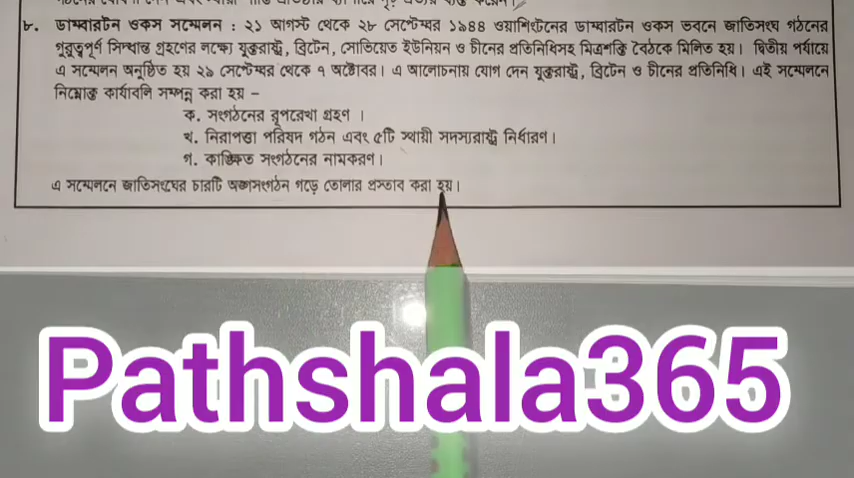 ৮. ডাম্বারটন ওকস সম্মেলন : ২১ আগস্ট থেকে ২৮ সেপ্টেম্বর ১৯৪৪ ওয়াশিংটনের ডাম্বারটন ওকস ভবনে জাতিসংঘ গঠনের
গুরুত্বপূর্ণ সিদ্ধান্ত গ্রহণের লক্ষ্যে যুক্তরাষ্ট্র, ব্রিটেন, সোভিয়েত ইউনিয়ন ও চীনের প্রতিনিধিসহ মিত্রশক্তি বৈঠকে মিলিত হয়। দ্বিতীয় পর্যায়ে
এ সম্মেলন অনুষ্ঠিত হয় ২৯ সেপ্টেম্বর থেকে ৭ অক্টোবর। এ আলোচনায় যোগ দেন যুক্তরাষ্ট্র, ব্রিটেন ও চীনের প্রতিনিধি। এই সম্মেলনে
নিম্নোক্ত কার্যাবলি সম্পন্ন করা হয় –
ক. সংগঠনের রূপরেখা গ্রহণ ।
খ. নিরাপত্তা পরিষদ গঠন এবং ৫টি স্থায়ী সদস্যরাষ্ট্র নির্ধারণ।
গ. কাঙ্ক্ষিত সংগঠনের নামকরণ।
এ সম্মেলনে জাতিসংঘের চারটি অঙ্গসংগঠন গড়ে তোলার প্রস্তাব করা হয়।
Pathshala365